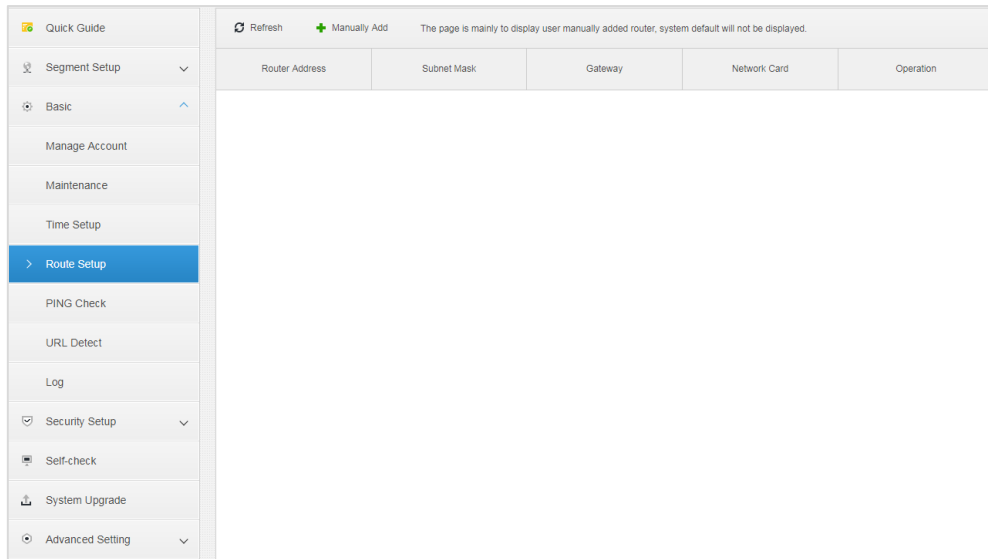 Quick Guide
Segment Setup
Basic
Manage Account
Maintenance
Time Setup
Route Setup
PING Check
URL Detect
Log
Security Setup
Self-check
System Upgrade
Advanced Setting
Refresh Manually Add The page is mainly to display user manually added router, system default will not be displayed.
Router Address Subnet Mask Gateway Network Card Operation